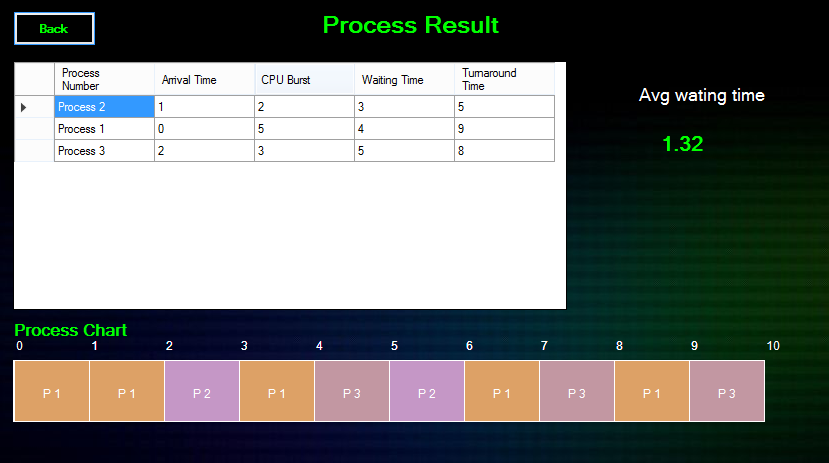 Back
Process Result
Process Number Arrival Time CPU Burst Waiting Time Turnaround Time
Process 2 1 2 3 5
Process 1 0 5 4 9
Process 3 2 3 5 8
Avg wating time
1.32
Process Chart
0 1 2 3 4 5 6 7 8 9 10
P 1 P 1 P 2 P 1 P 3 P 2 P 1 P 3 P 1 P 3